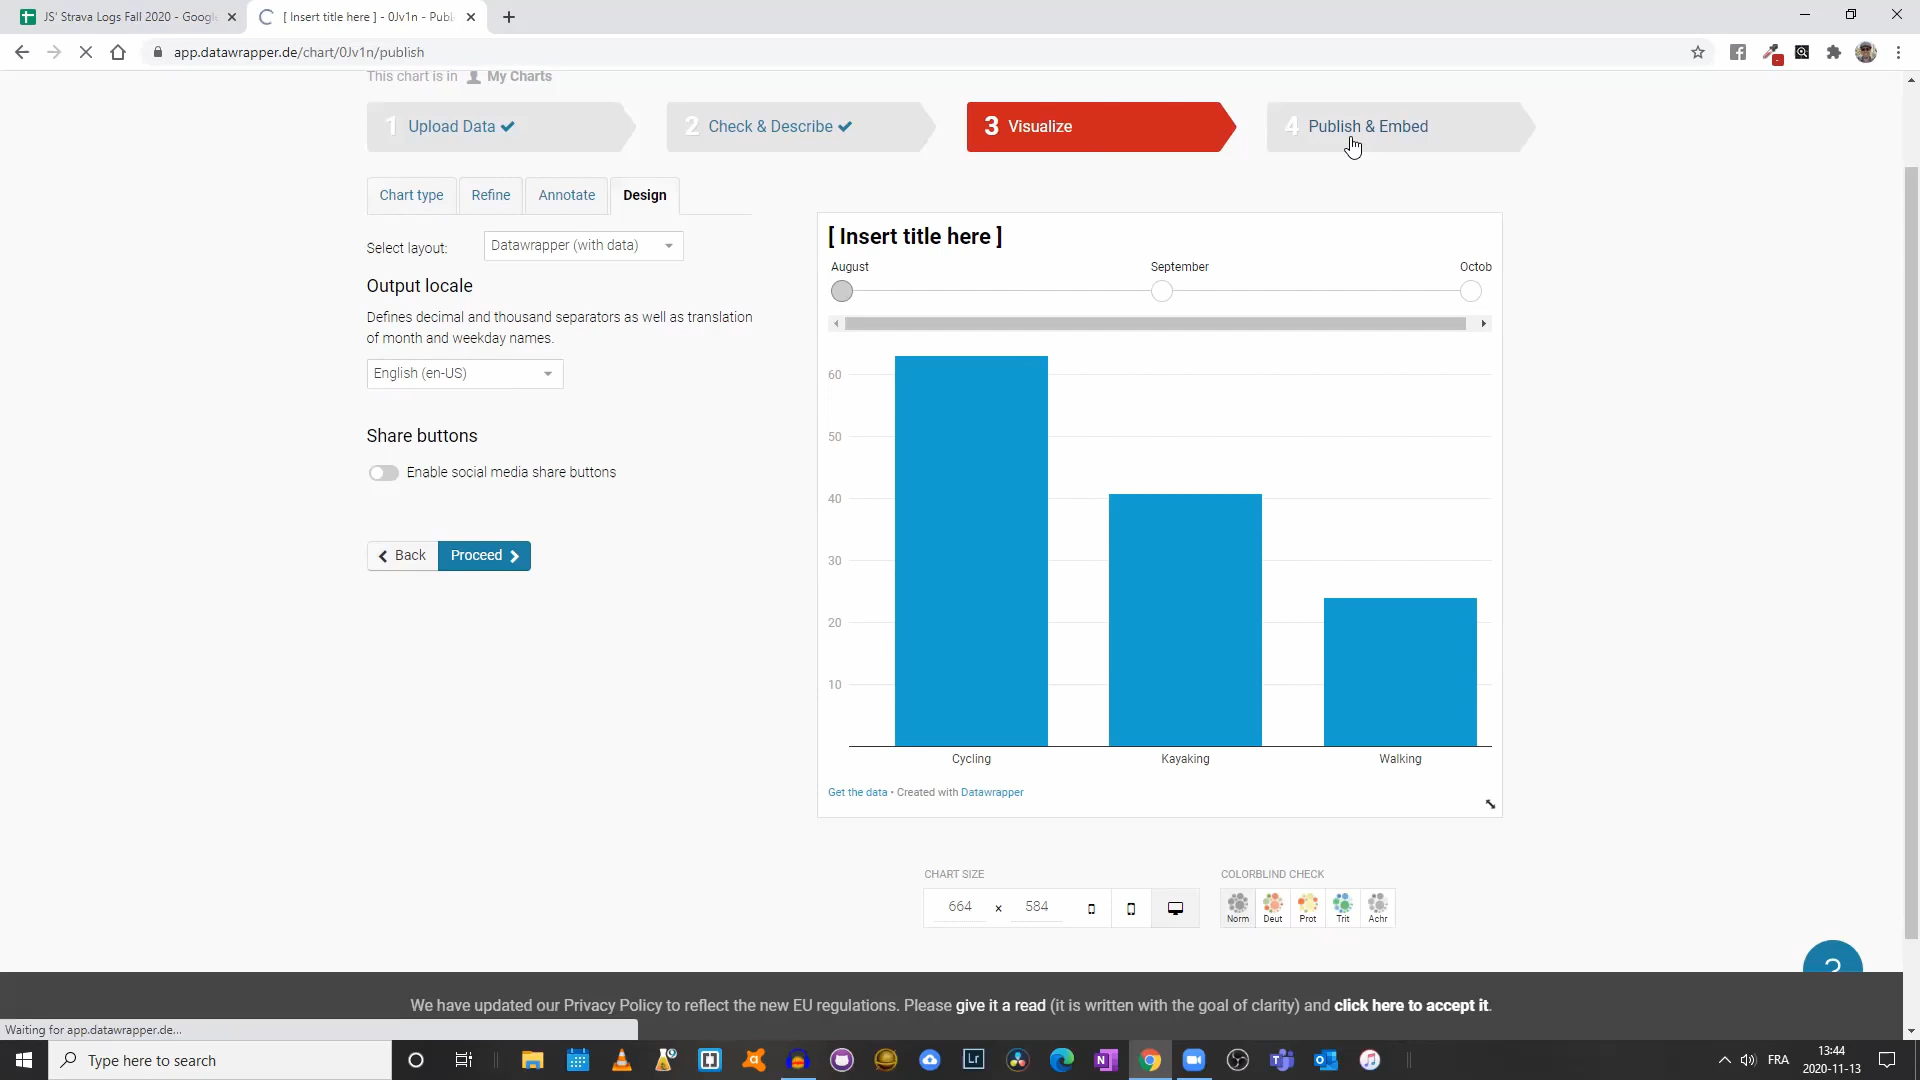 JS' Strava Logs Fall 2020 - Google
[ Insert title here ] - 0Jv1n - Publ
app.datawrapper.de/chart/0Jv1n/publish
This chart is in My Charts
1 Upload Data
2 Check & Describe
3 Visualize
4 Publish & Embed
Chart type
Refine
Annotate
Design
Select layout:
Datawrapper (with data)
Output locale
Defines decimal and thousand separators as well as translation
of month and weekday names.
English (en-US)
Share buttons
Enable social media share buttons
Back
Proceed
[ Insert title here ]
August
September
Octob
60
50
40
30
20
10
Cycling
Kayaking
Walking
Get the data • Created with Datawrapper
CHART SIZE
664 × 584
COLORBLIND CHECK
Norm
Deut
Prot
Trit
Achr
?
We have updated our Privacy Policy to reflect the new EU regulations. Please give it a read (it is written with the goal of clarity) and click here to accept it.
Waiting for app.datawrapper.de...
Type here to search
Lr
FRA
13:44
2020-11-13